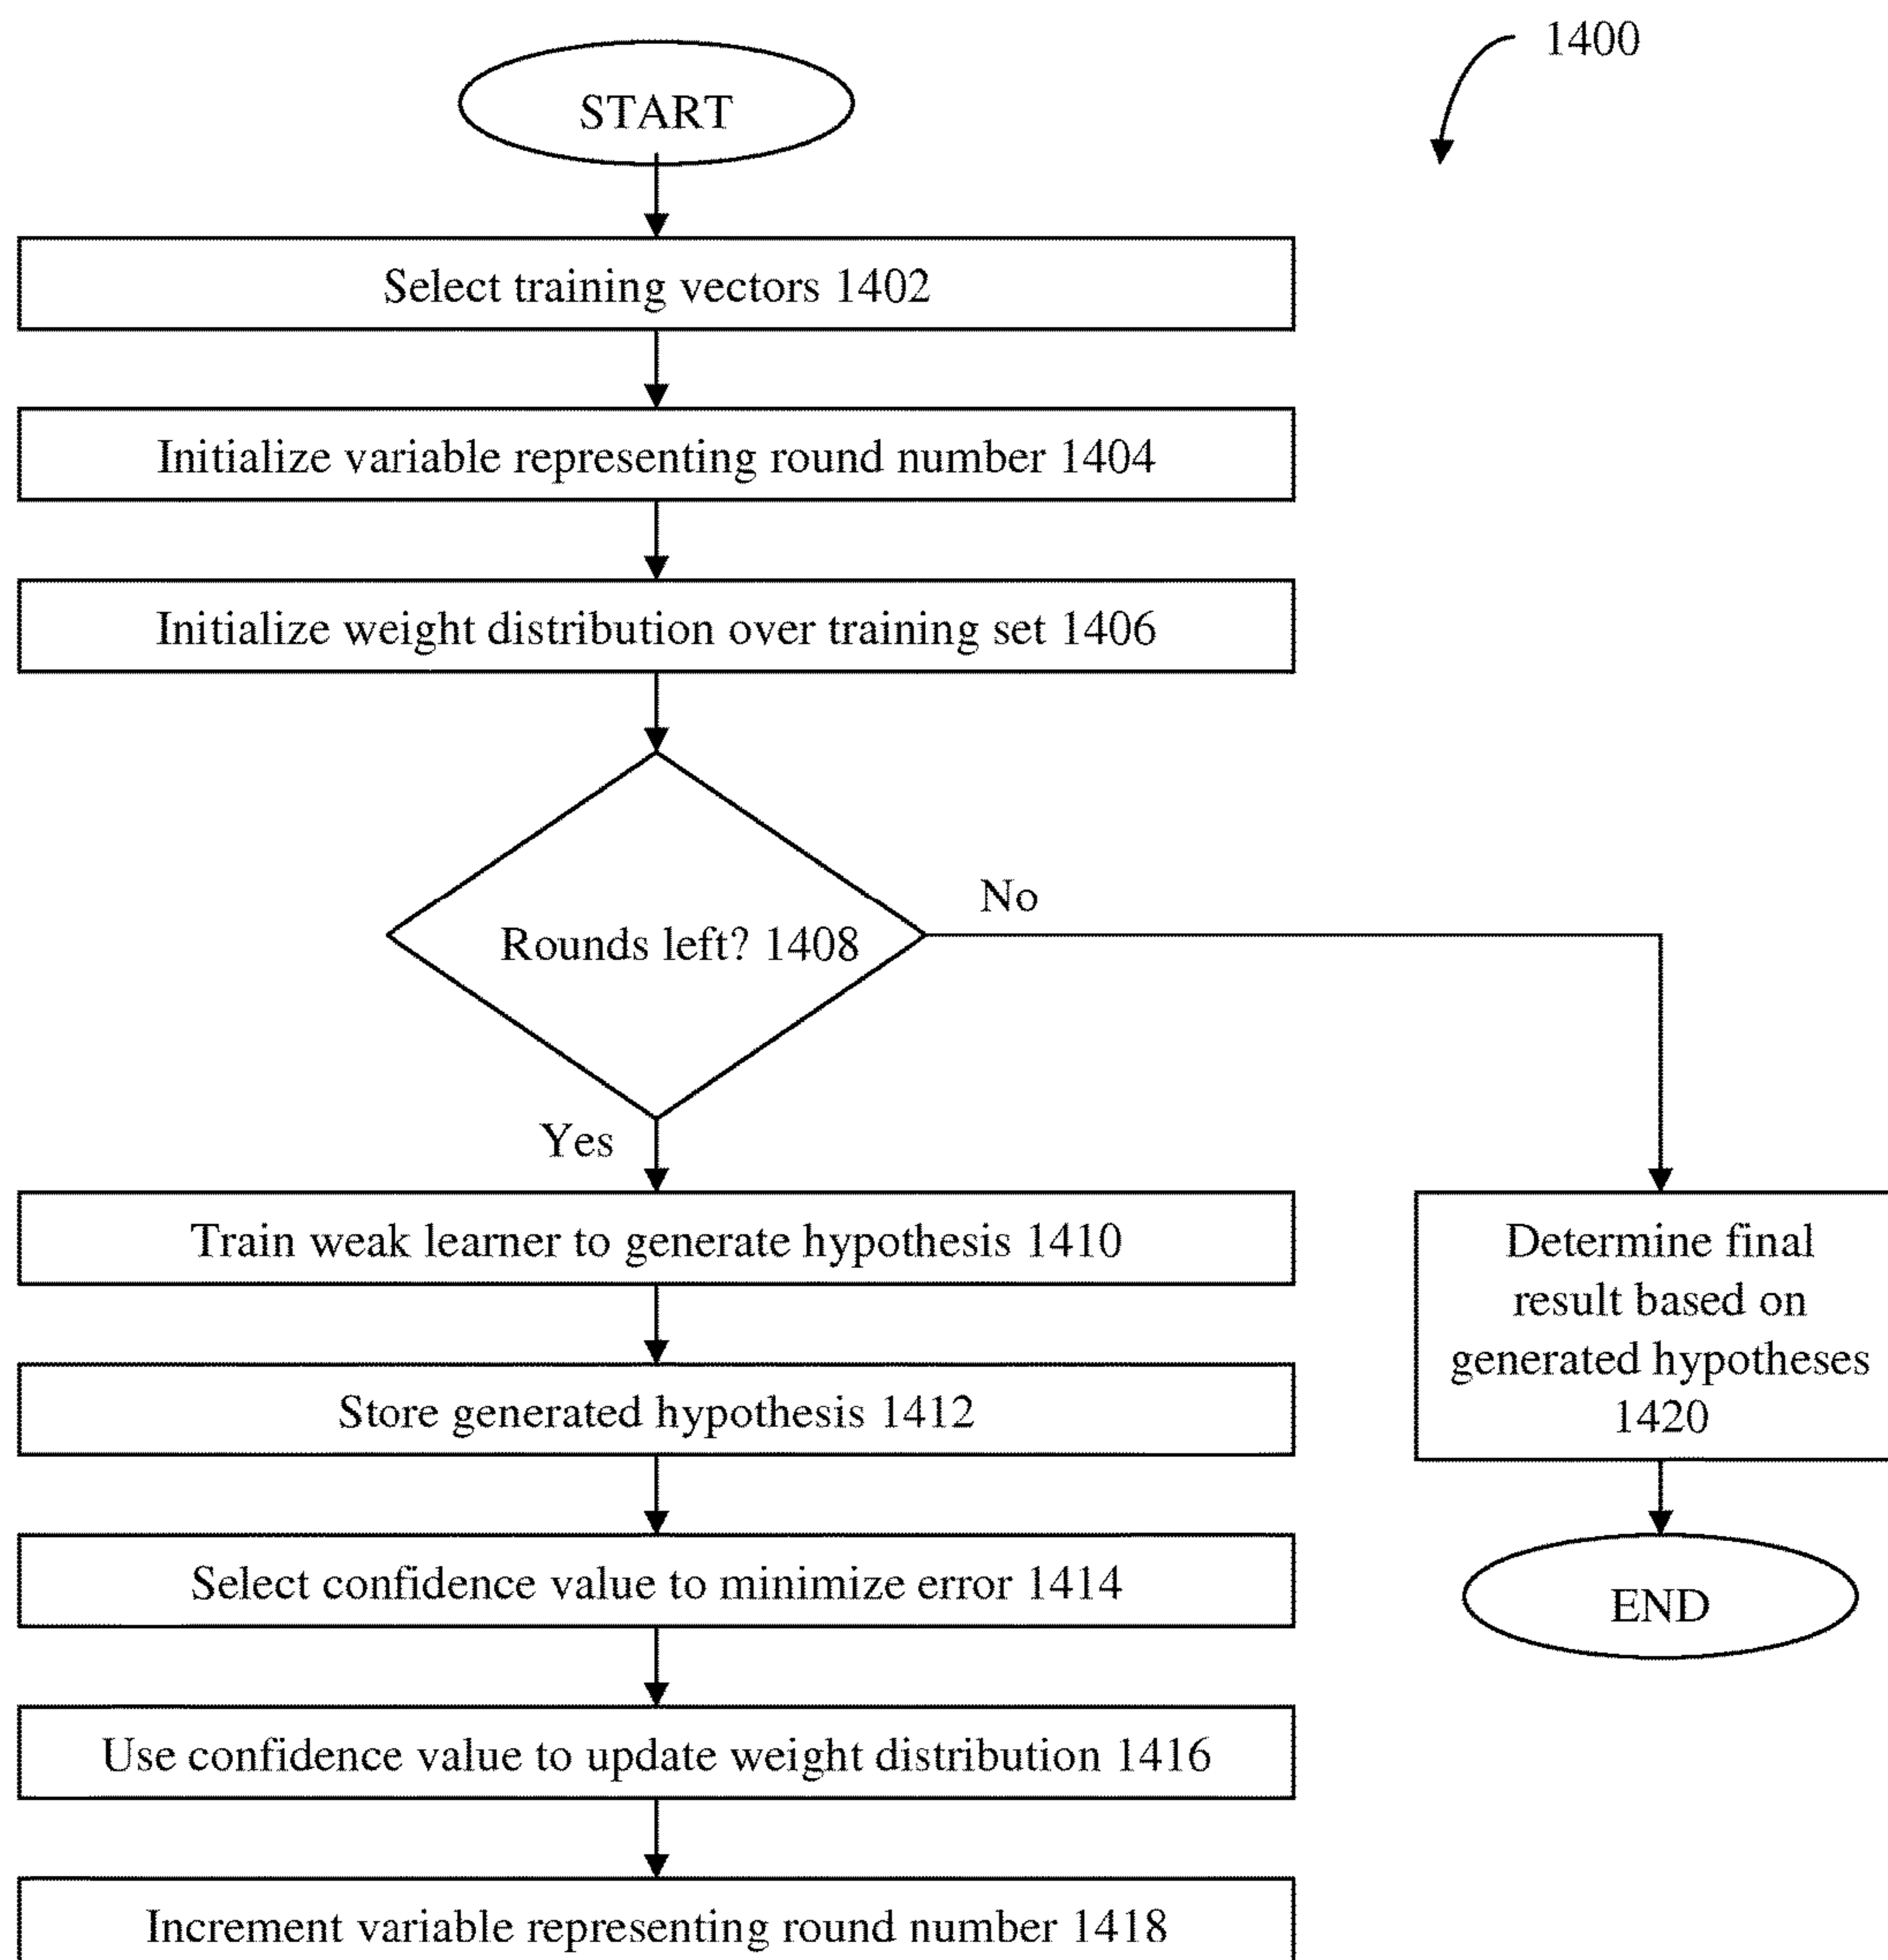 1400
START
Select training vectors 1402
Initialize variable representing round number 1404
Initialize weight distribution over training set 1406
Rounds left? 1408
No
Yes
Train weak learner to generate hypothesis 1410
Store generated hypothesis 1412
Select confidence value to minimize error 1414
Use confidence value to update weight distribution 1416
Increment variable representing round number 1418
Determine final
result based on
generated hypotheses
1420
END